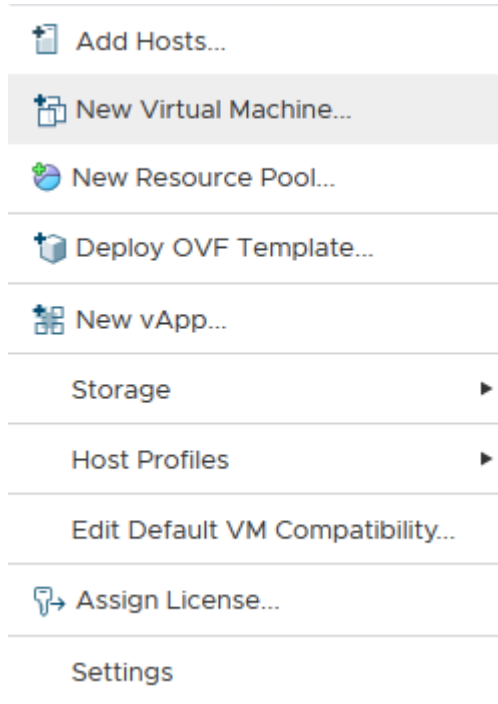 Add Hosts...
New Virtual Machine...
New Resource Pool...
Deploy OVF Template...
New vApp...
Storage
Host Profiles
Edit Default VM Compatibility...
Assign License...
Settings